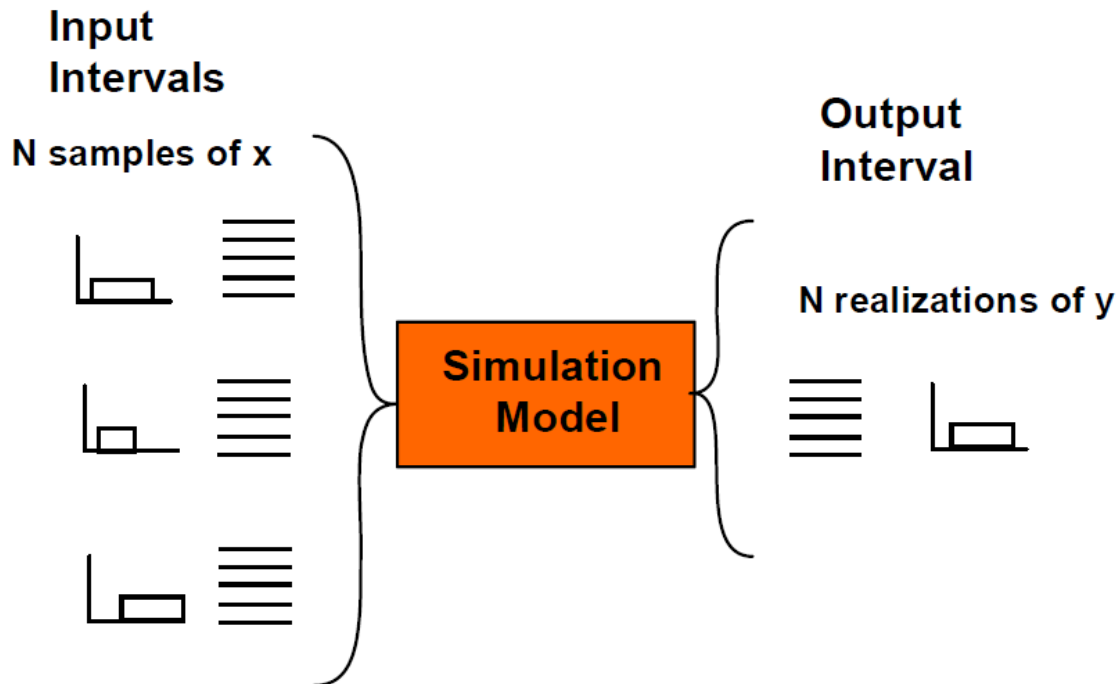 Input
Intervals
N samples of x
Simulation
Model
Output
Interval
N realizations of y